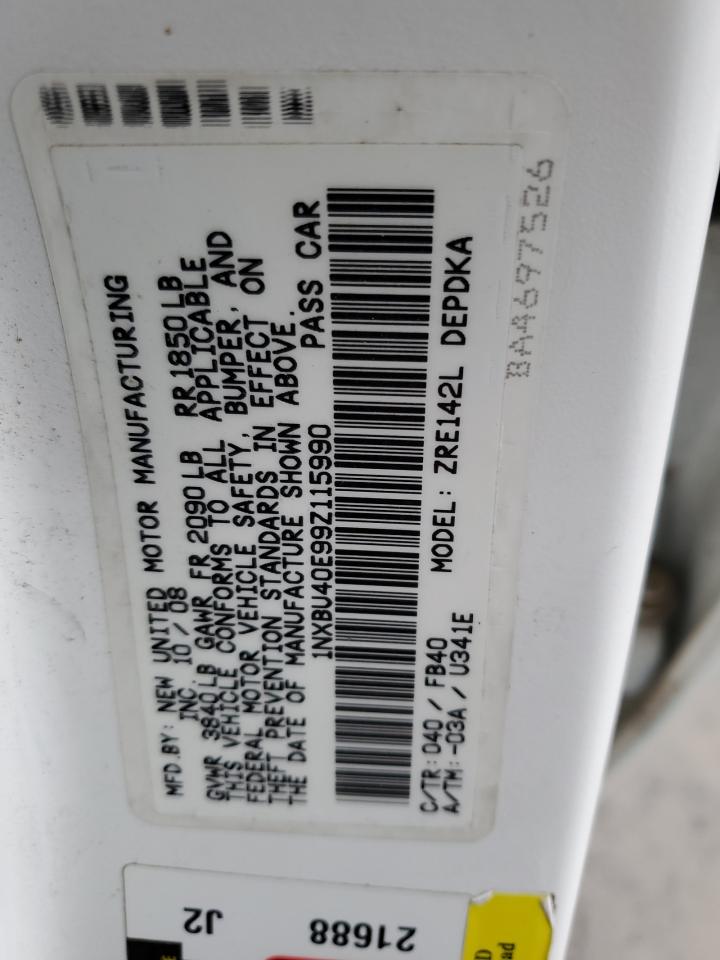 MFD.BY: NEW UNITED MOTOR MANUFACTURING
INC. 10/08
GVWR 3840LB GAWR FR 2090LB RR 1850LB
THIS VEHICLE CONFORMS TO ALL APPLICABLE
FEDERAL MOTOR VEHICLE SAFETY, BUMPER, AND
THEFT PREVENTION STANDARDS IN EFFECT ON
THE DATE OF MANUFACTURE SHOWN ABOVE.
1NXBU40E99Z115990 PASS CAR
C/TR:040/FB40 MODEL: ZRE142L DEPDKA
A/TM:-03A/U341E
BA4697526
J2
21688